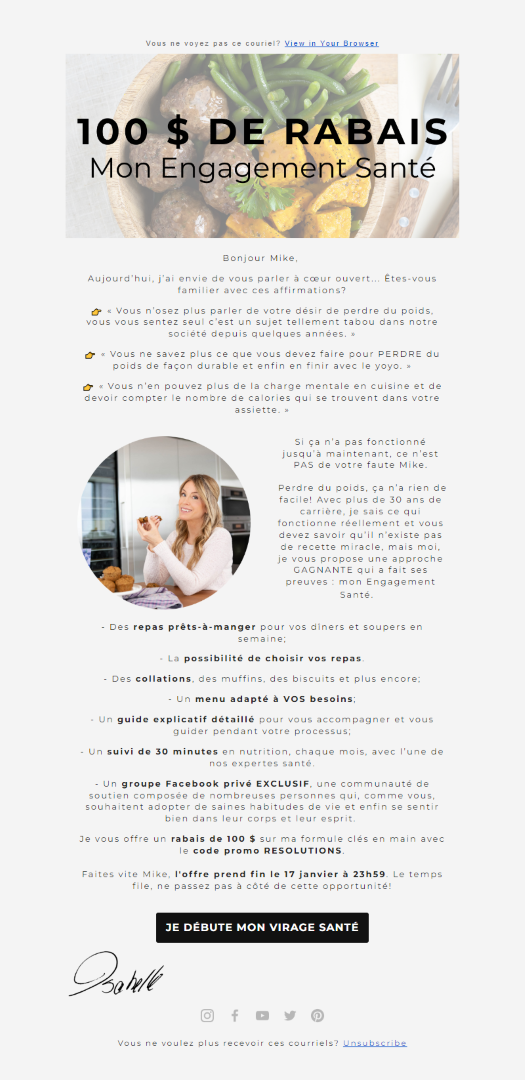 Vous ne voyez pas ce couriel? View in Your Browser
100 $ DE RABAIS
Mon Engagement Santé
Bonjour Mike,
Aujourd'hui, j'ai envie de vous parler à cœur ouvert... Êtes-vous
familier avec ces affirmations?
👉 « Vous n'osez plus parler de votre désir de perdre du poids,
vous vous sentez seul c'est un sujet tellement tabou dans notre
société depuis quelques années. »
👉 « Vous ne savez plus ce que vous devez faire pour PERDRE du
poids de façon durable et enfin en finir avec le yoyo. »
👉 « Vous n'en pouvez plus de la charge mentale en cuisine et de
devoir compter le nombre de calories qui se trouvent dans votre
assiette. »
Si ça n'a pas fonctionné
jusqu'à maintenant, ce n'est
PAS de votre faute Mike.
Perdre du poids, ça n'a rien de
facile! Avec plus de 30 ans de
carrière, je sais ce qui
fonctionne réellement et vous
devez savoir qu'il n'existe pas
de recette miracle, mais moi,
je vous propose une approche
GAGNANTE qui a fait ses
preuves : mon Engagement
Santé.
- Des repas prêts-à-manger pour vos dîners et soupers en
semaine;
- La possibilité de choisir vos repas.
- Des collations, des muffins, des biscuits et plus encore;
- Un menu adapté à VOS besoins;
- Un guide explicatif détaillé pour vous accompagner et vous
guider pendant votre processus;
- Un suivi de 30 minutes en nutrition, chaque mois, avec l'une de
nos expertes santé.
- Un groupe Facebook privé EXCLUSIF, une communauté de
soutien composée de nombreuses personnes qui, comme vous,
souhaitent adopter de saines habitudes de vie et enfin se sentir
bien dans leur corps et leur esprit.
Je vous offre un rabais de 100 $ sur ma formule clés en main avec
le code promo RESOLUTIONS.
Faites vite Mike, l'offre prend fin le 17 janvier à 23h59. Le temps
file, ne passez pas à côté de cette opportunité!
JE DÉBUTE MON VIRAGE SANTÉ
Isabelle
Vous ne voulez plus recevoir ces courriels? Unsubscribe